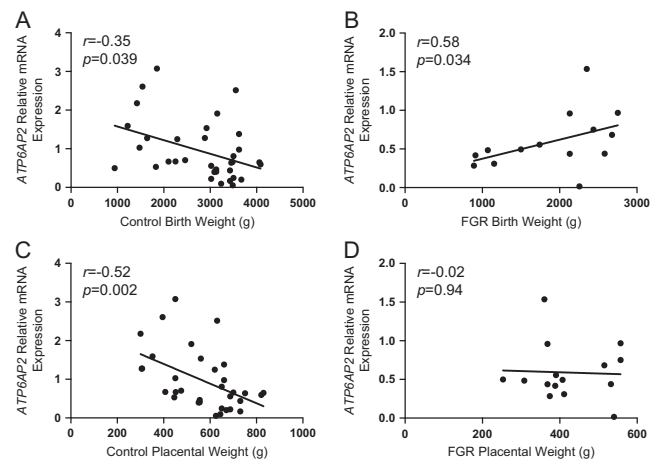 A
r=-0.35
p=0.039
ATP6AP2 Relative mRNA
Expression
4
3
2
1
0
0 1000 2000 3000 4000 5000
Control Birth Weight (g)
B
r=0.58
p=0.034
ATP6AP2 Relative mRNA
Expression
2.0
1.5
1.0
0.5
0.0
0 1000 2000 3000
FGR Birth Weight (g)
C
r=-0.52
p=0.002
ATP6AP2 Relative mRNA
Expression
4
3
2
1
0
0 200 400 600 800 1000
Control Placental Weight (g)
D
r=-0.02
p=0.94
ATP6AP2 Relative mRNA
Expression
2.0
1.5
1.0
0.5
0.0
0 200 400 600
FGR Placental Weight (g)